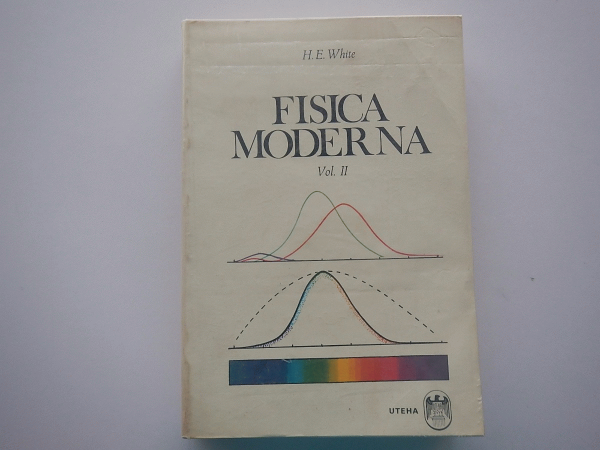 H. E. White
FISICA
MODERNA
Vol. II
UTEHA